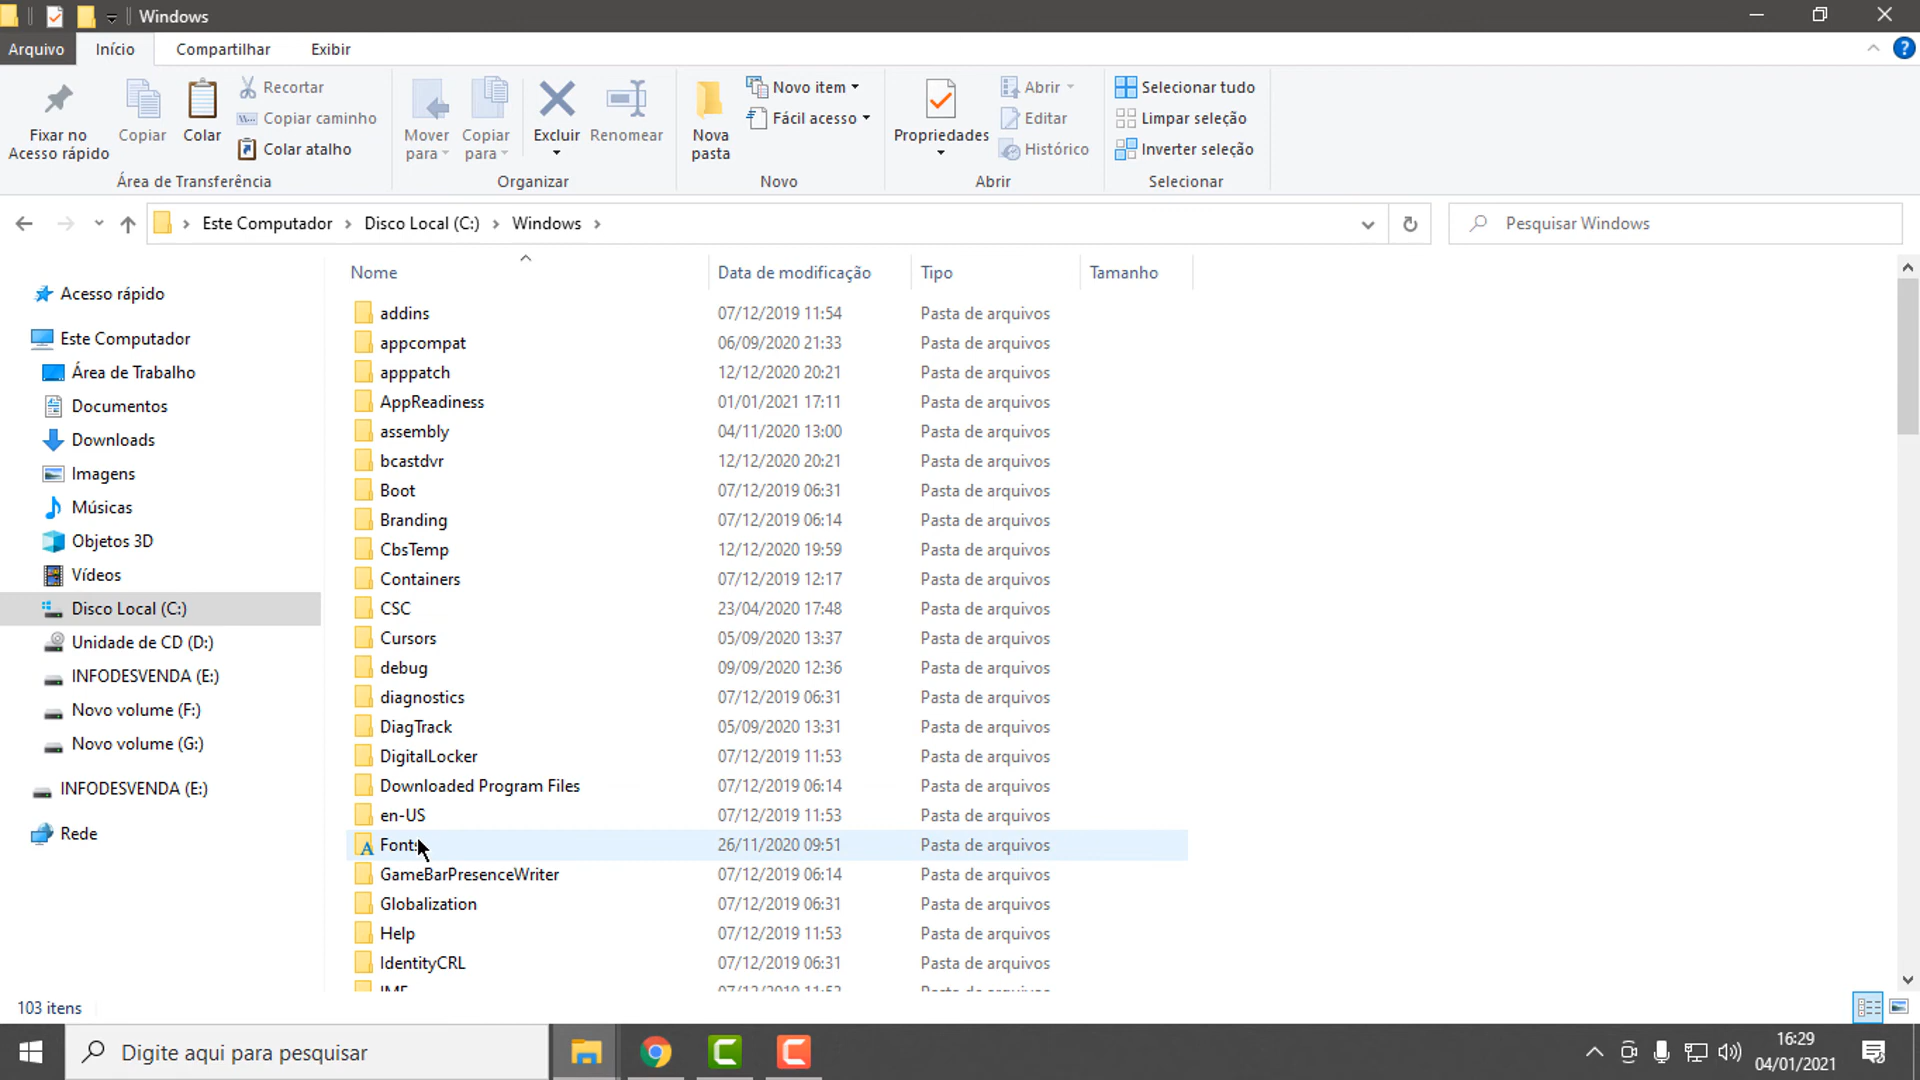 Windows
Arquivo Início Compartilhar Exibir
Fixar no Acesso rápido
Copiar
Colar
Recortar
Copiar caminho
Colar atalho
Área de Transferência
Mover para
Copiar para
Excluir
Renomear
Organizar
Nova pasta
Novo item
Fácil acesso
Novo
Propriedades
Abrir
Editar
Histórico
Abrir
Selecionar tudo
Limpar seleção
Inverter seleção
Selecionar
Este Computador Disco Local (C:) Windows
Pesquisar Windows
Acesso rápido
Este Computador
Área de Trabalho
Documentos
Downloads
Imagens
Músicas
Objetos 3D
Vídeos
Disco Local (C:)
Unidade de CD (D:)
INFODESVENDA (E:)
Novo volume (F:)
Novo volume (G:)
INFODESVENDA (E:)
Rede
Nome Data de modificação Tipo Tamanho
addins 07/12/2019 11:54 Pasta de arquivos
appcompat 06/09/2020 21:33 Pasta de arquivos
apppatch 12/12/2020 20:21 Pasta de arquivos
AppReadiness 01/01/2021 17:11 Pasta de arquivos
assembly 04/11/2020 13:00 Pasta de arquivos
bcastdvr 12/12/2020 20:21 Pasta de arquivos
Boot 07/12/2019 06:31 Pasta de arquivos
Branding 07/12/2019 06:14 Pasta de arquivos
CbsTemp 12/12/2020 19:59 Pasta de arquivos
Containers 07/12/2019 12:17 Pasta de arquivos
CSC 23/04/2020 17:48 Pasta de arquivos
Cursors 05/09/2020 13:37 Pasta de arquivos
debug 09/09/2020 12:36 Pasta de arquivos
diagnostics 07/12/2019 06:31 Pasta de arquivos
DiagTrack 05/09/2020 13:31 Pasta de arquivos
DigitalLocker 07/12/2019 11:53 Pasta de arquivos
Downloaded Program Files 07/12/2019 06:14 Pasta de arquivos
en-US 07/12/2019 11:53 Pasta de arquivos
Fonts 26/11/2020 09:51 Pasta de arquivos
GameBarPresenceWriter 07/12/2019 06:14 Pasta de arquivos
Globalization 07/12/2019 06:31 Pasta de arquivos
Help 07/12/2019 11:53 Pasta de arquivos
IdentityCRL 07/12/2019 06:31 Pasta de arquivos
IME 07/12/2019 11:53 Pasta de arquivos
103 itens
Digite aqui para pesquisar
16:29
04/01/2021